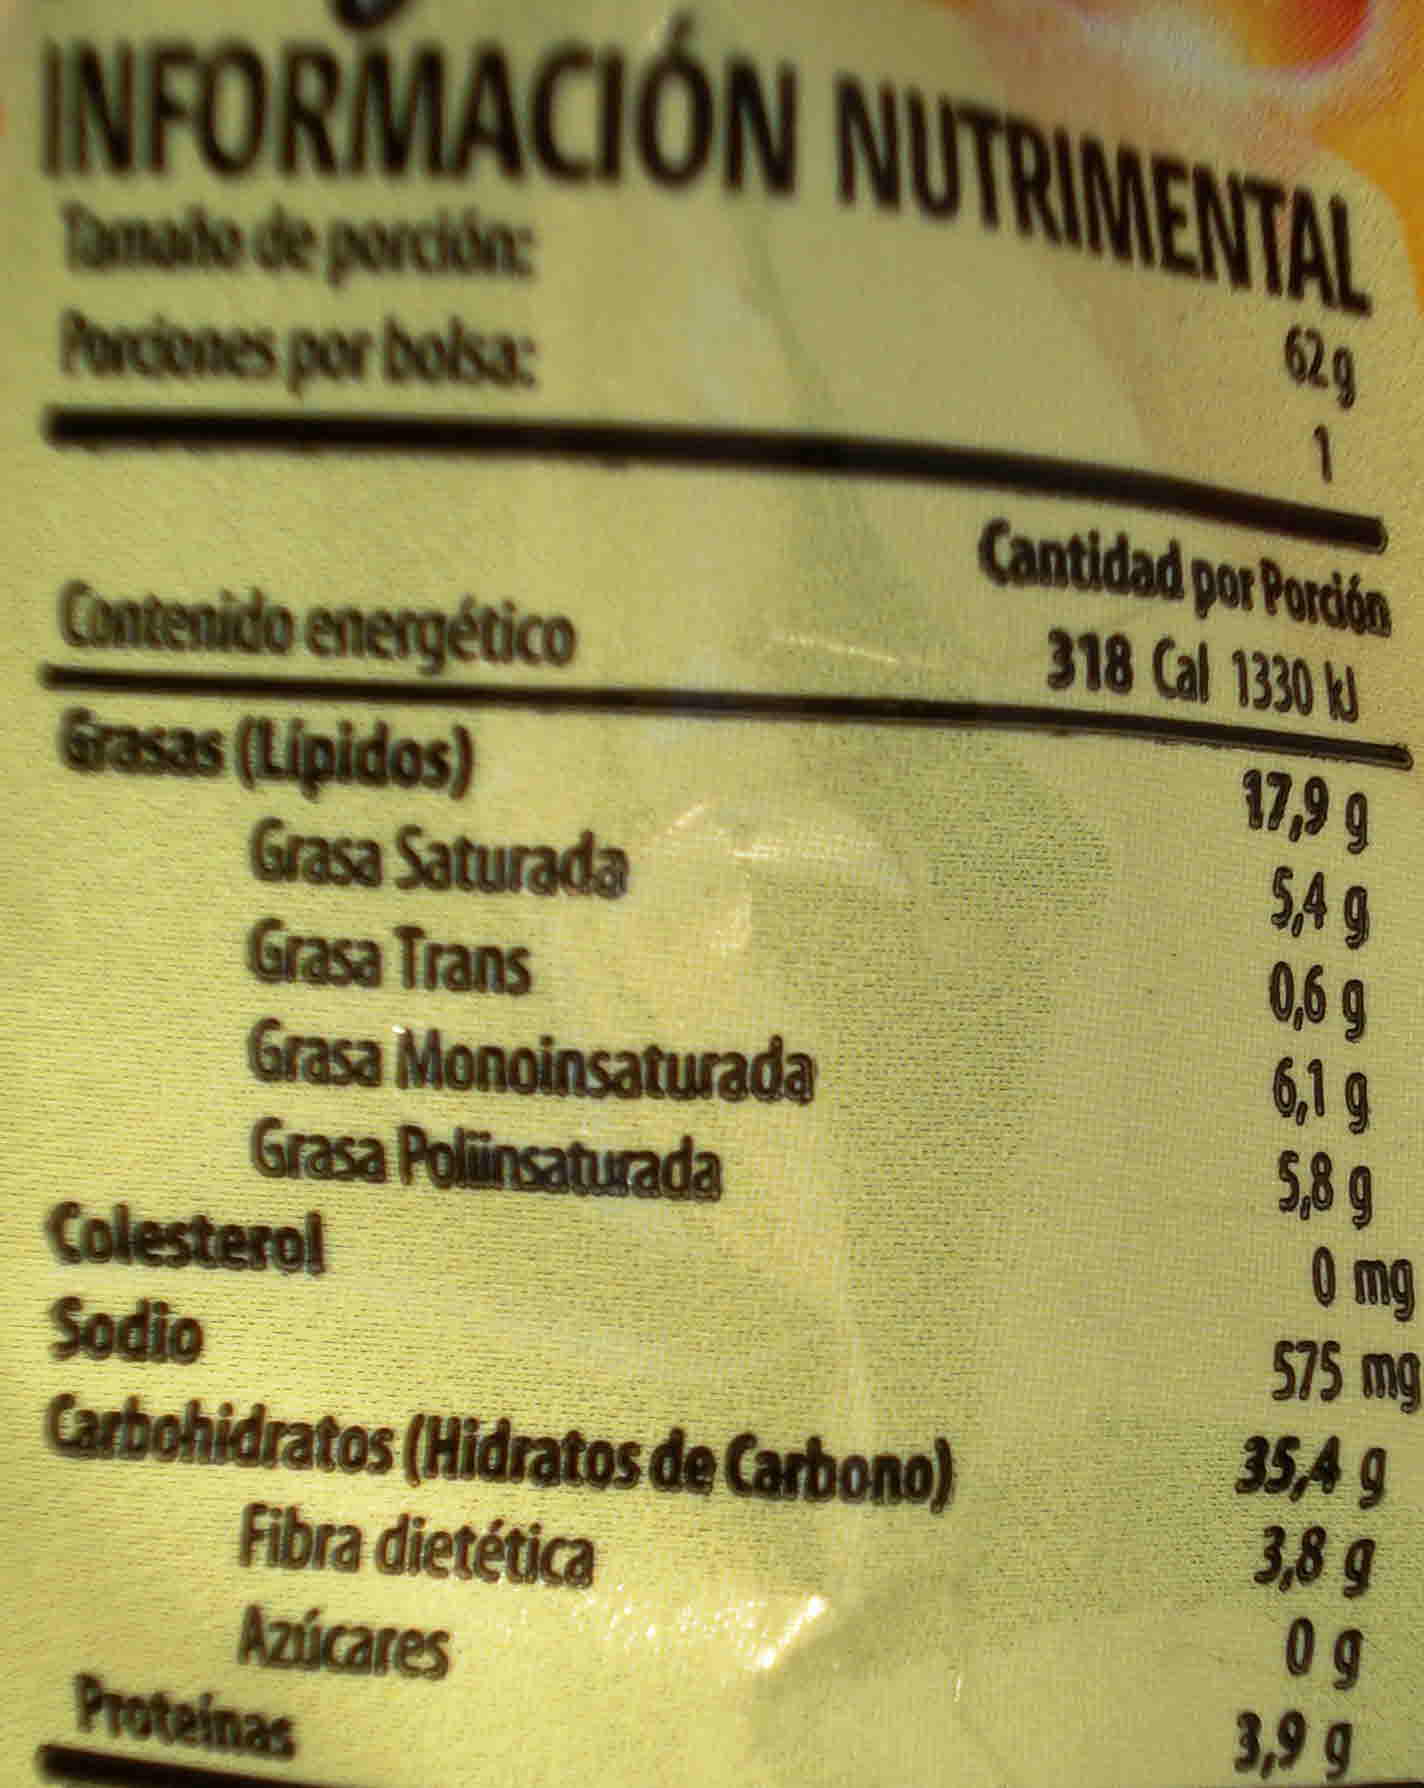 INFORMACIÓN NUTRIMENTAL
Tamaño de porción: 62 g
Porciones por bolsa: 1
Cantidad por Porción
Contenido energético 318 Cal 1330 kJ
Grasas (Lípidos) 17,9 g
Grasa Saturada 5,4 g
Grasa Trans 0,6 g
Grasa Monoinsaturada 6,1 g
Grasa Poliinsaturada 5,8 g
Colesterol 0 mg
Sodio 575 mg
Carbohidratos (Hidratos de Carbono) 35,4 g
Fibra dietética 3,8 g
Azúcares 0 g
Proteínas 3,9 g